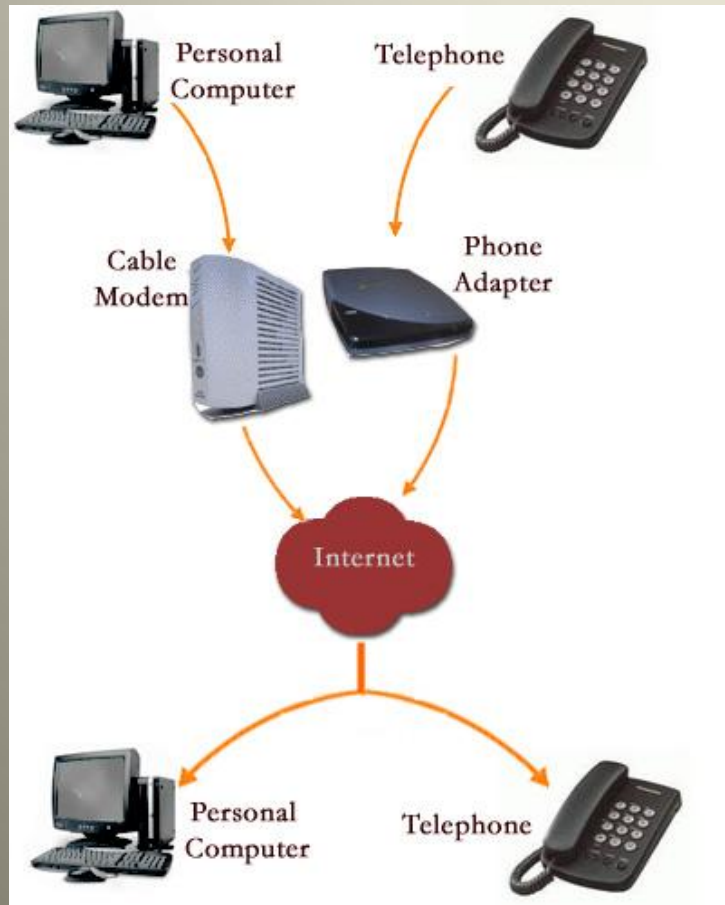 Personal
Computer
Telephone
Cable
Modem
Phone
Adapter
Internet
Personal
Computer
Telephone